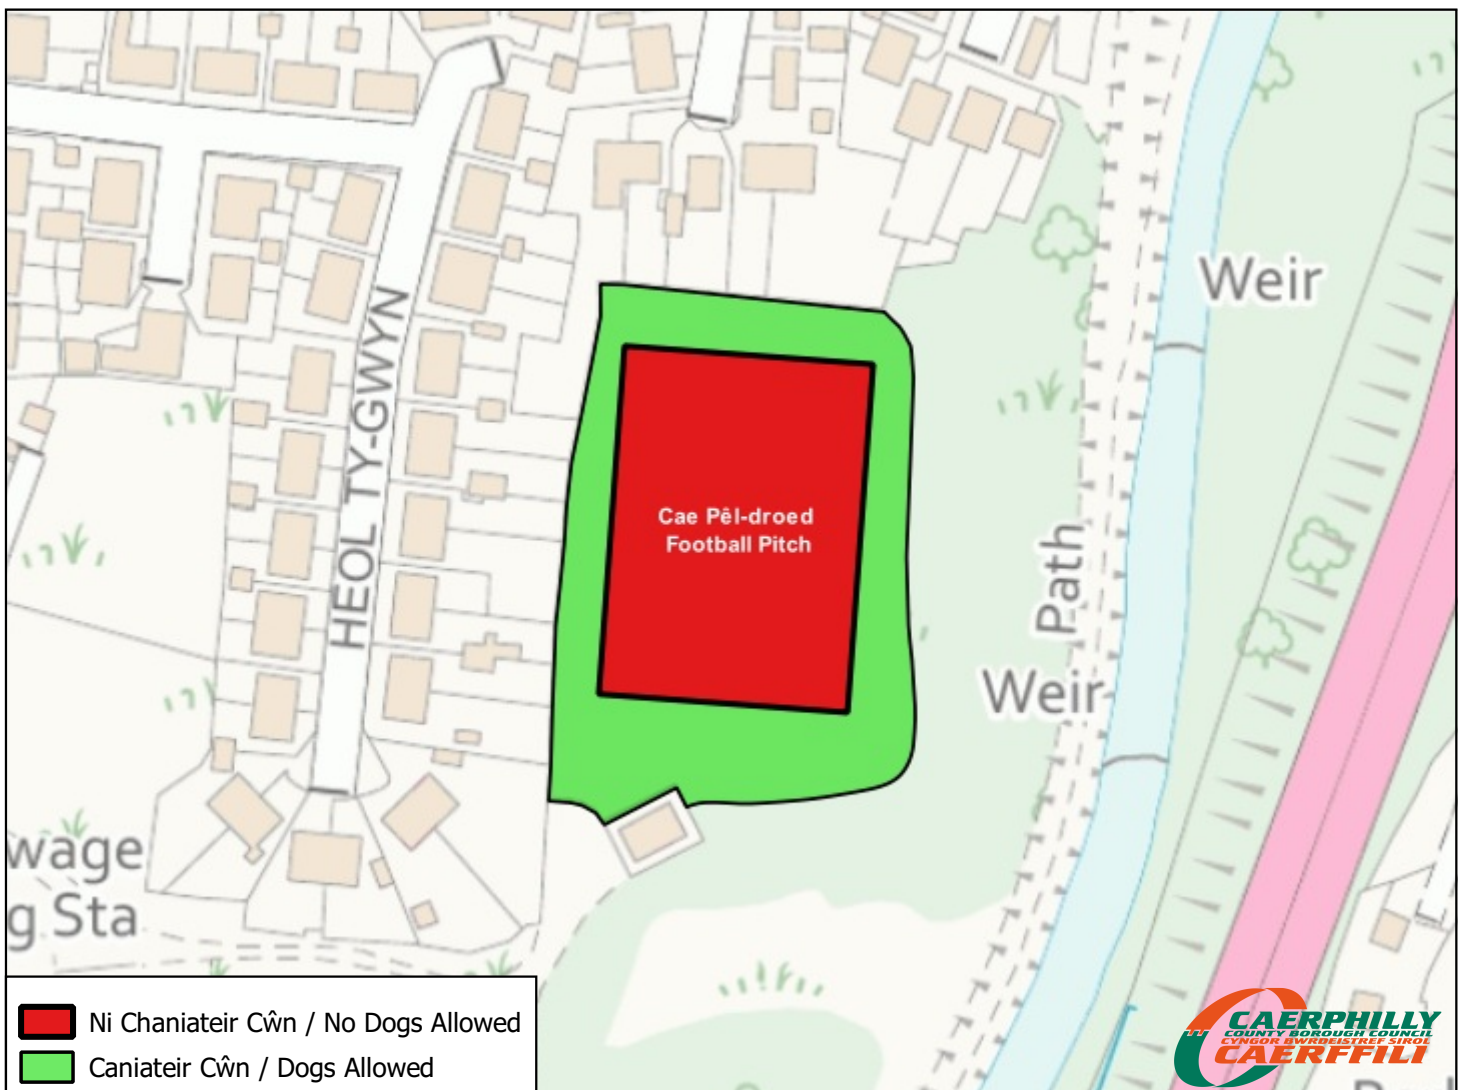 Weir
HEOL TY-GWYN
Cae Pêl-droed
Football Pitch
Path
Weir
wage
g Sta
Ni Chaniateir Cŵn / No Dogs Allowed
Caniateir Cŵn / Dogs Allowed
CAERPHILLY
COUNTY BOROUGH COUNCIL
CYNGOR BWRDEISTREF SIROL
CAERFFILI